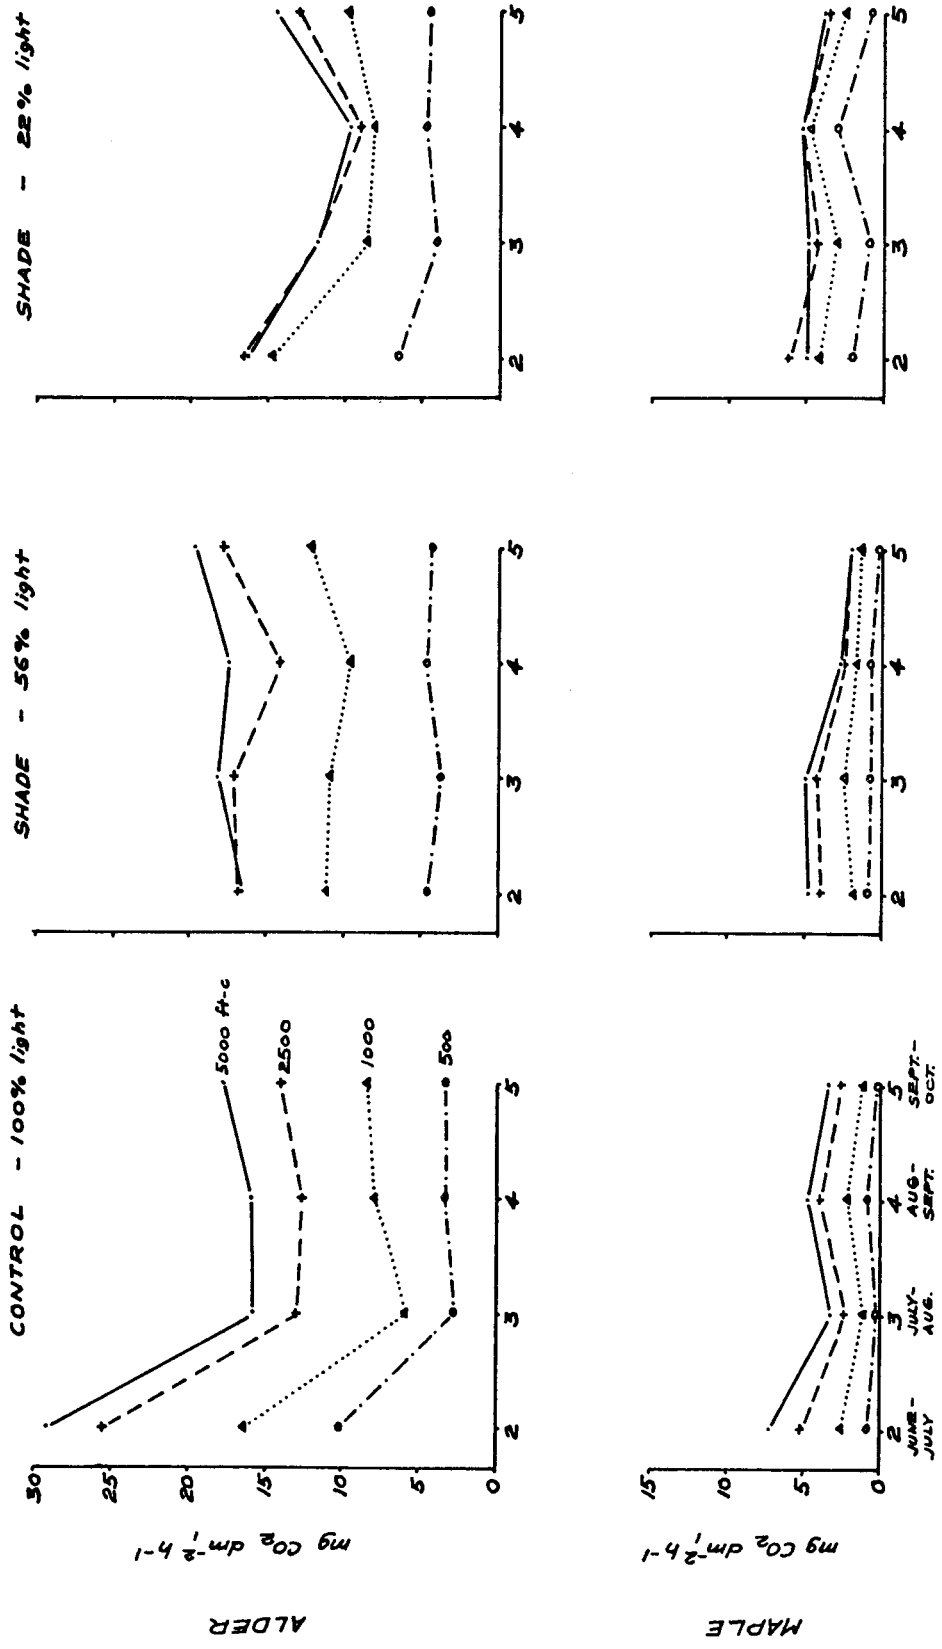 CONTROL - 100% light
SHADE - 56% light
SHADE - 22% light
ALDER
mg CO2 dm-2 h-1
1
30
25
20
15
10
5
0
5000 ft-c
2500
1000
500
2 3 4 5
2 3 4 5
2 3 4 5
MAPLE
mg CO2 dm-2 h-1
1
15
10
5
0
2 3 4 5
JUNE-
JULY
JULY-
AUG.
AUG-
SEPT.
SEPT.-
OCT.
2 3 4 5
2 3 4 5